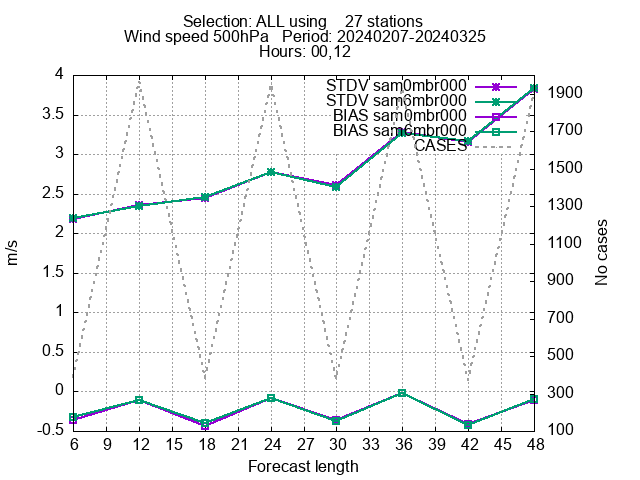 Selection: ALL using    27 stations
Wind speed 500hPa   Period: 20240207-20240325
Hours: 00,12
STDV sam0mbr000
STDV sam6mbr000
BIAS sam0mbr000
BIAS sam6mbr000
CASES
m/s
4
3.5
3
2.5
2
1.5
1
0.5
0
-0.5
No cases
1900
1700
1500
1300
1100
900
700
500
300
100
6 9 12 15 18 21 24 27 30 33 36 39 42 45 48
Forecast length